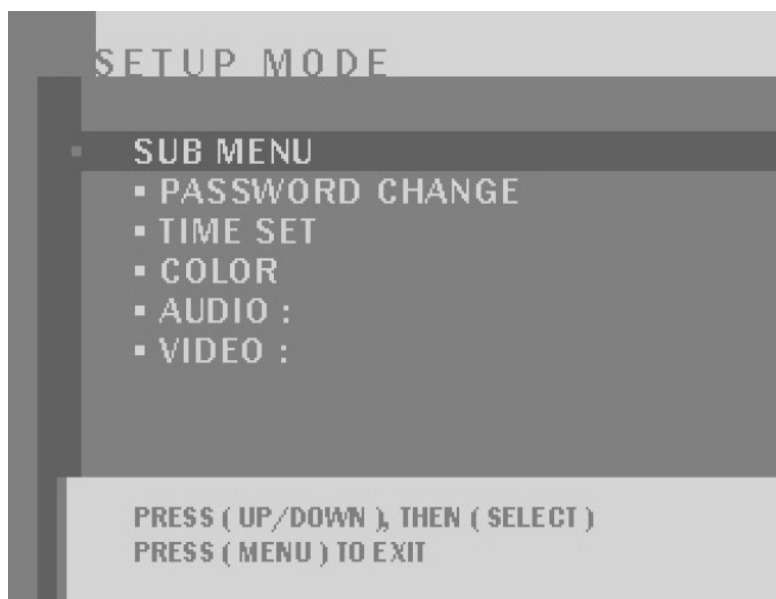 SETUP MODE
SUB MENU
▪ PASSWORD CHANGE
▪ TIME SET
▪ COLOR
▪ AUDIO :
▪ VIDEO :
PRESS ( UP/DOWN ), THEN ( SELECT )
PRESS ( MENU ) TO EXIT